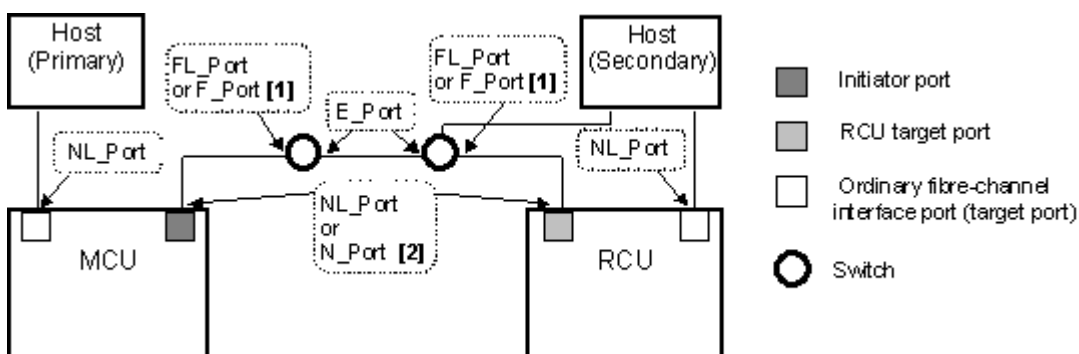 Host
(Primary)
FL_Port
or F_Port [1]
E_Port
FL_Port
or F_Port [1]
Host
(Secondary)
NL_Port
NL_Port
NL_Port
or
N_Port [2]
MCU
RCU
Initiator port
RCU target port
Ordinary fibre-channel
interface port (target port)
Switch